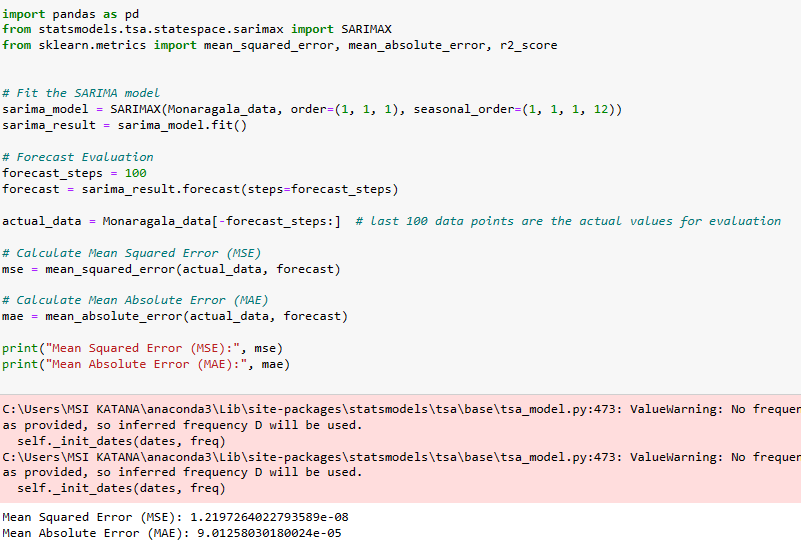 import pandas as pd
from statsmodels.tsa.statespace.sarimax import SARIMAX
from sklearn.metrics import mean_squared_error, mean_absolute_error, r2_score
# Fit the SARIMA model
sarima_model = SARIMAX(Monaragala_data, order=(1, 1, 1), seasonal_order=(1, 1, 1, 12))
sarima_result = sarima_model.fit()
# Forecast Evaluation
forecast_steps = 100
forecast = sarima_result.forecast(steps=forecast_steps)
actual_data = Monaragala_data[-forecast_steps:]  # last 100 data points are the actual values for evaluation
# Calculate Mean Squared Error (MSE)
mse = mean_squared_error(actual_data, forecast)
# Calculate Mean Absolute Error (MAE)
mae = mean_absolute_error(actual_data, forecast)
print("Mean Squared Error (MSE):", mse)
print("Mean Absolute Error (MAE):", mae)
C:\Users\MSI KATANA\anaconda3\Lib\site-packages\statsmodels\tsa\base\tsa_model.py:473: ValueWarning: No frequen
as provided, so inferred frequency D will be used.
  self._init_dates(dates, freq)
C:\Users\MSI KATANA\anaconda3\Lib\site-packages\statsmodels\tsa\base\tsa_model.py:473: ValueWarning: No frequen
as provided, so inferred frequency D will be used.
  self._init_dates(dates, freq)
Mean Squared Error (MSE): 1.2197264022793589e-08
Mean Absolute Error (MAE): 9.01258030180024e-05